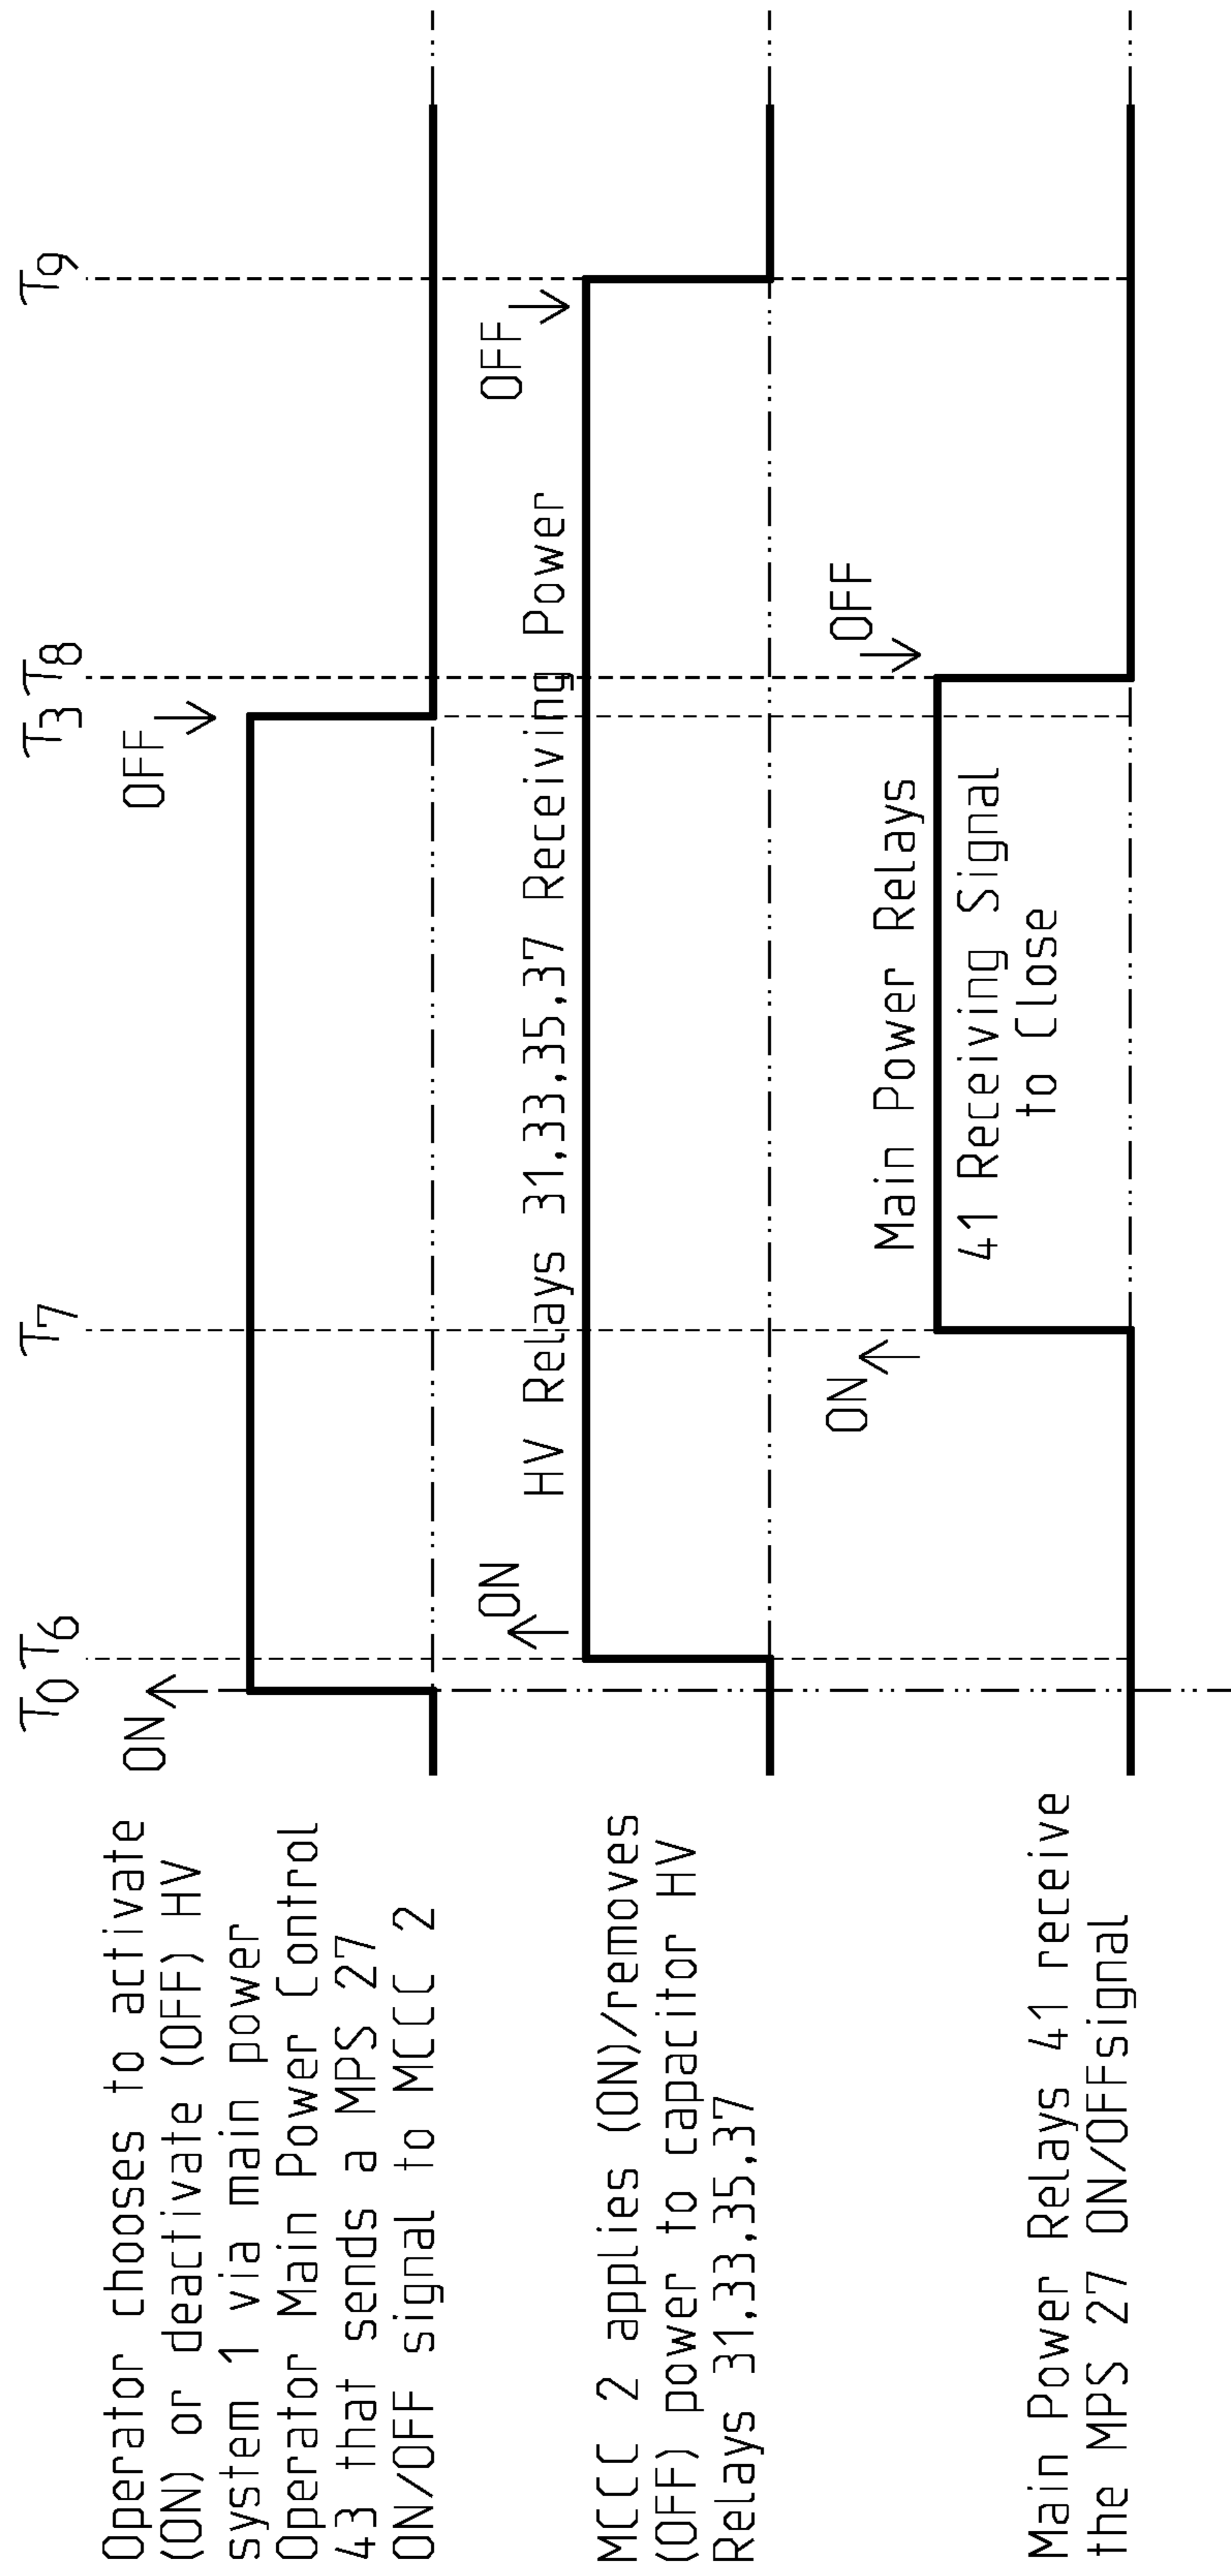 T0 T6
T7
T3 T8
T9
Operator chooses to activate
(ON) or deactivate (OFF) HV
system 1 via main power
Operator Main Power Control
43 that sends a MPS 27
ON/OFF signal to MCCC 2
ON
OFF
MCCC 2 applies (ON)/removes
(OFF) power to capacitor HV
Relays 31,33,35,37
ON
HV Relays 31,33,35,37 Receiving Power
OFF
Main Power Relays 41 receive
the MPS 27 ON/OFFsignal
ON
Main Power Relays
41 Receiving Signal
to Close
OFF